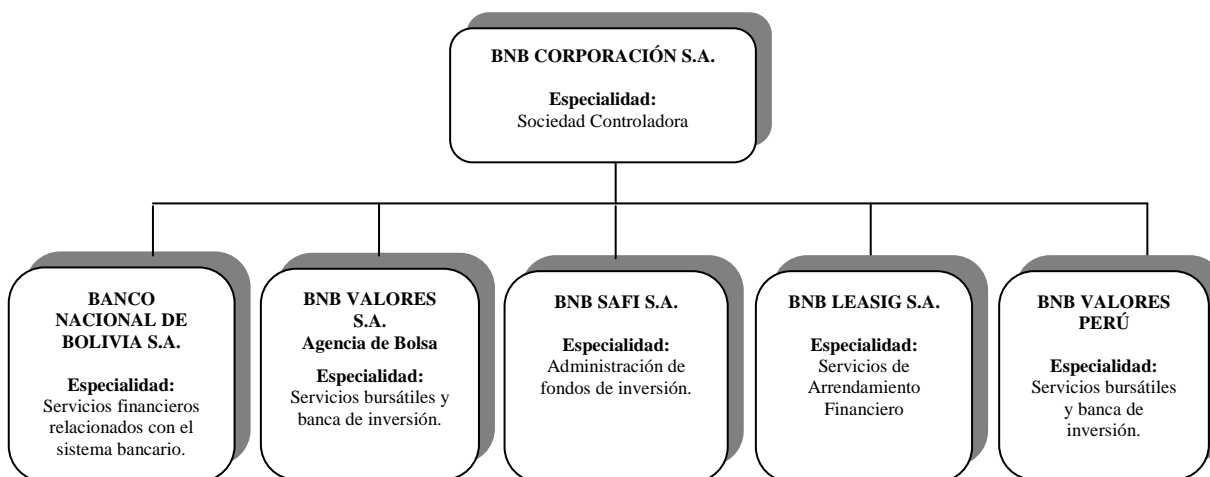 BNB CORPORACIÓN S.A.
Especialidad:
Sociedad Controladora
BANCO
NACIONAL DE
BOLIVIA S.A.
Especialidad:
Servicios financieros
relacionados con el
sistema bancario.
BNB VALORES
S.A.
Agencia de Bolsa
Especialidad:
Servicios bursátiles y
banca de inversión.
BNB SAFI S.A.
Especialidad:
Administración de
fondos de inversión.
BNB LEASIG S.A.
Especialidad:
Servicios de
Arrendamiento
Financiero
BNB VALORES
PERÚ
Especialidad:
Servicios bursátiles
y banca de
inversión.